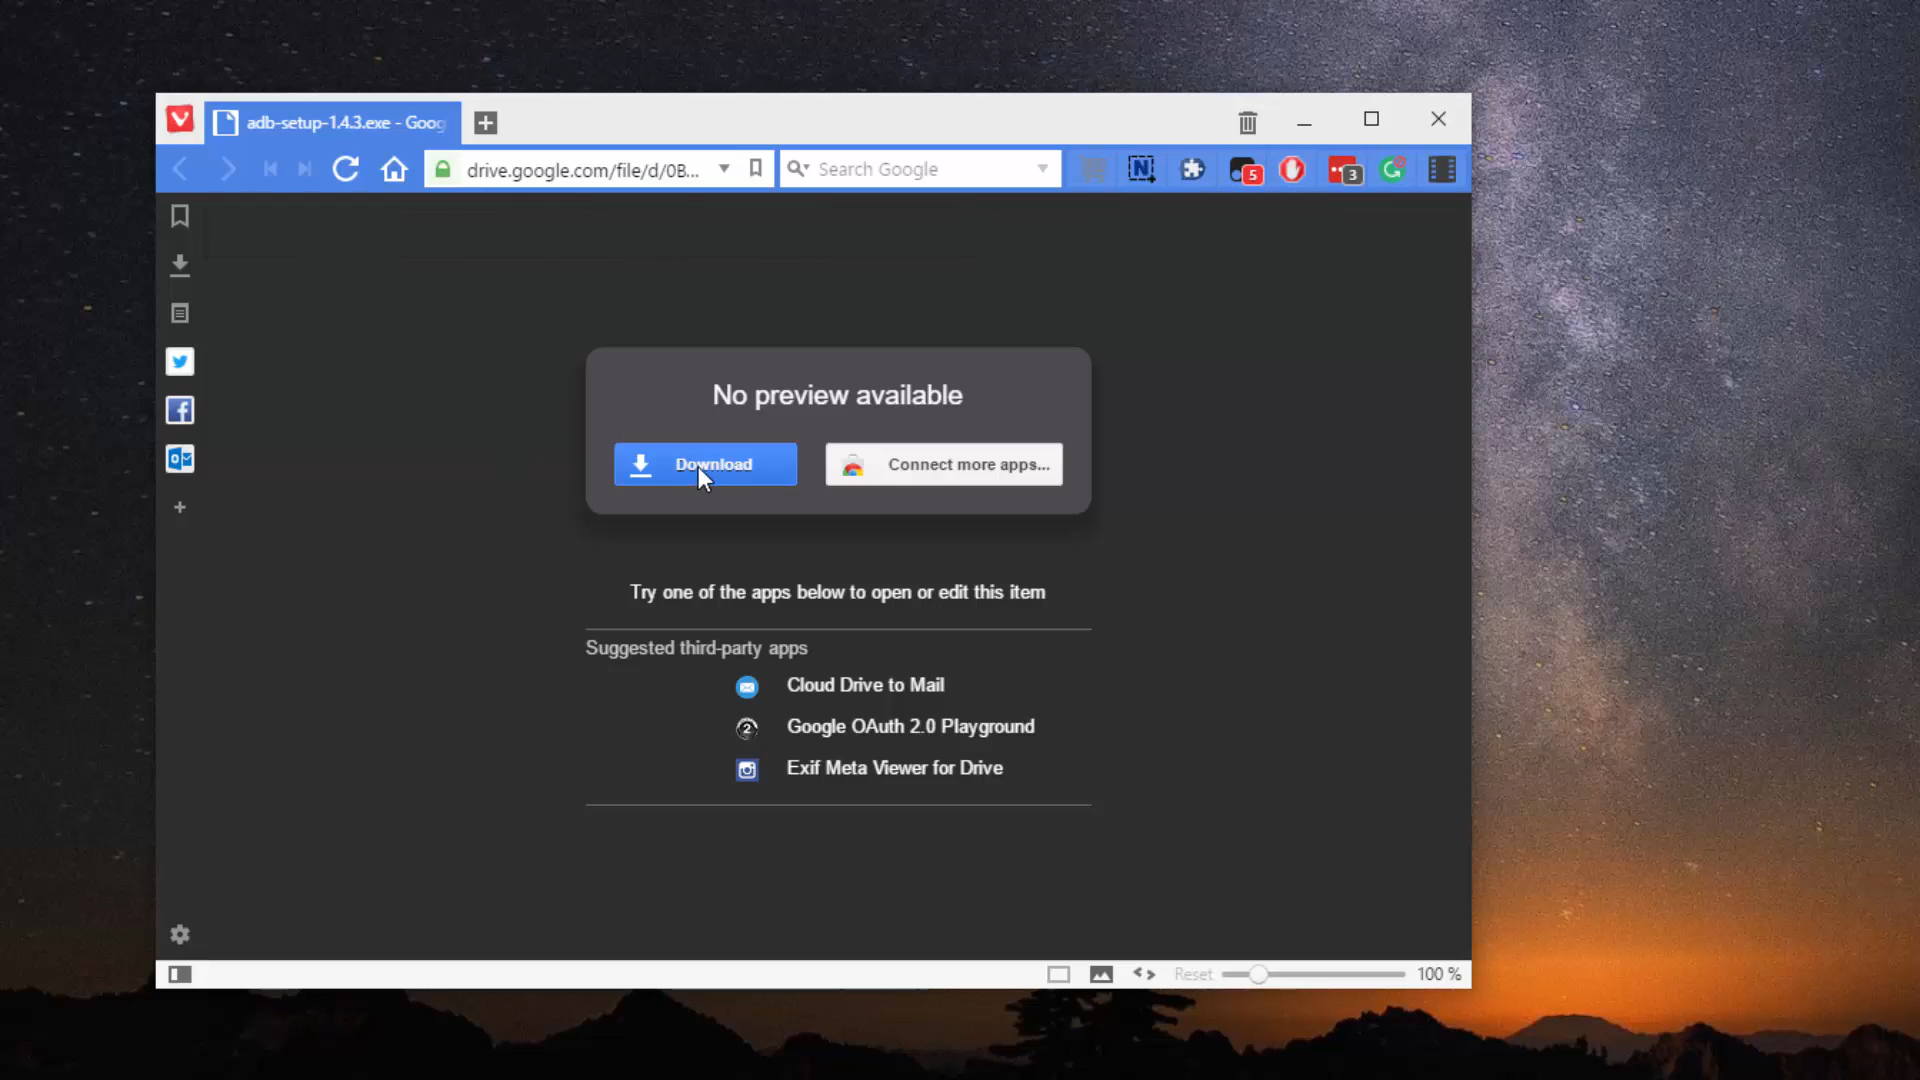 adb-setup-1.4.3.exe - Goog
drive.google.com/file/d/0B...
Search Google
5
3
No preview available
Download
Connect more apps...
Try one of the apps below to open or edit this item
Suggested third-party apps
Cloud Drive to Mail
2
Google OAuth 2.0 Playground
Exif Meta Viewer for Drive
Reset
100 %